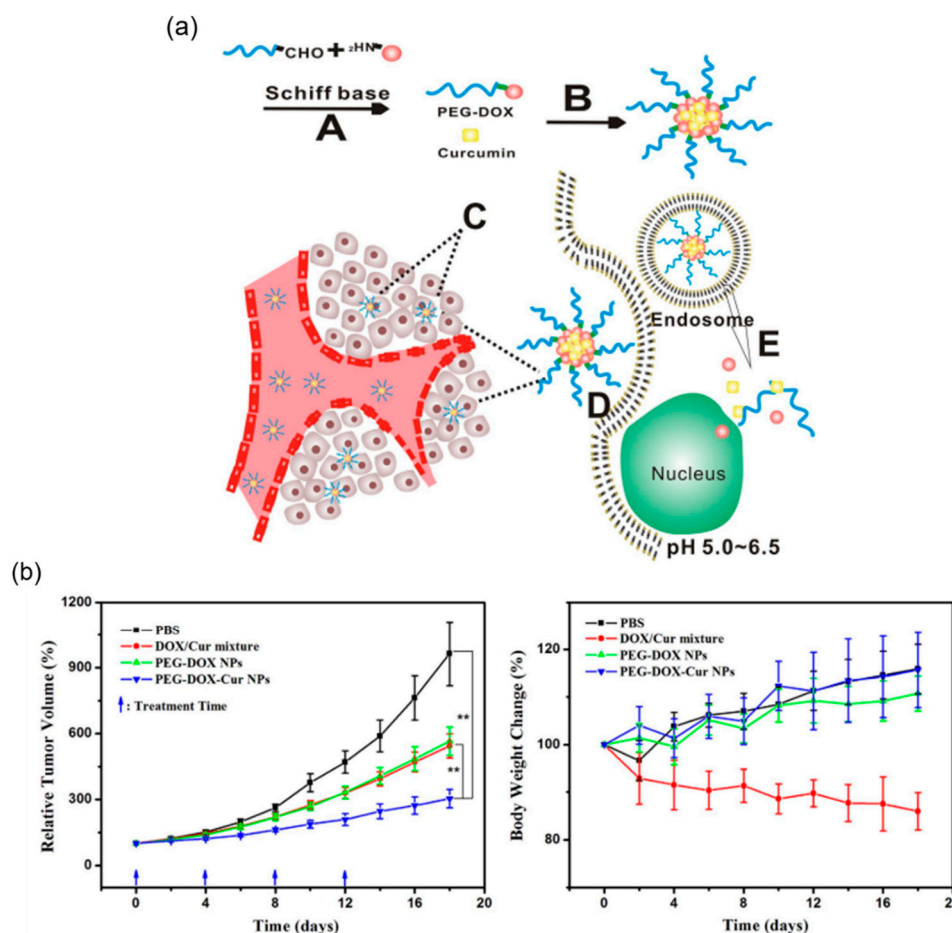 (a)
CHO + ₂HN
Schiff base
A
B
PEG-DOX
Curcumin
C
Endosome
E
D
Nucleus
pH 5.0~6.5
(b)
1200
900
600
300
0
Relative Tumor Volume (%)
PBS
DOX/Cur mixture
PEG-DOX NPs
PEG-DOX-Cur NPs
: Treatment Time
**
**
0 4 8 12 16 20
Time (days)
120
100
80
Body Weight Change (%)
PBS
DOX/Cur mixture
PEG-DOX NPs
PEG-DOX-Cur NPs
0 4 8 12 16 2
Time (days)